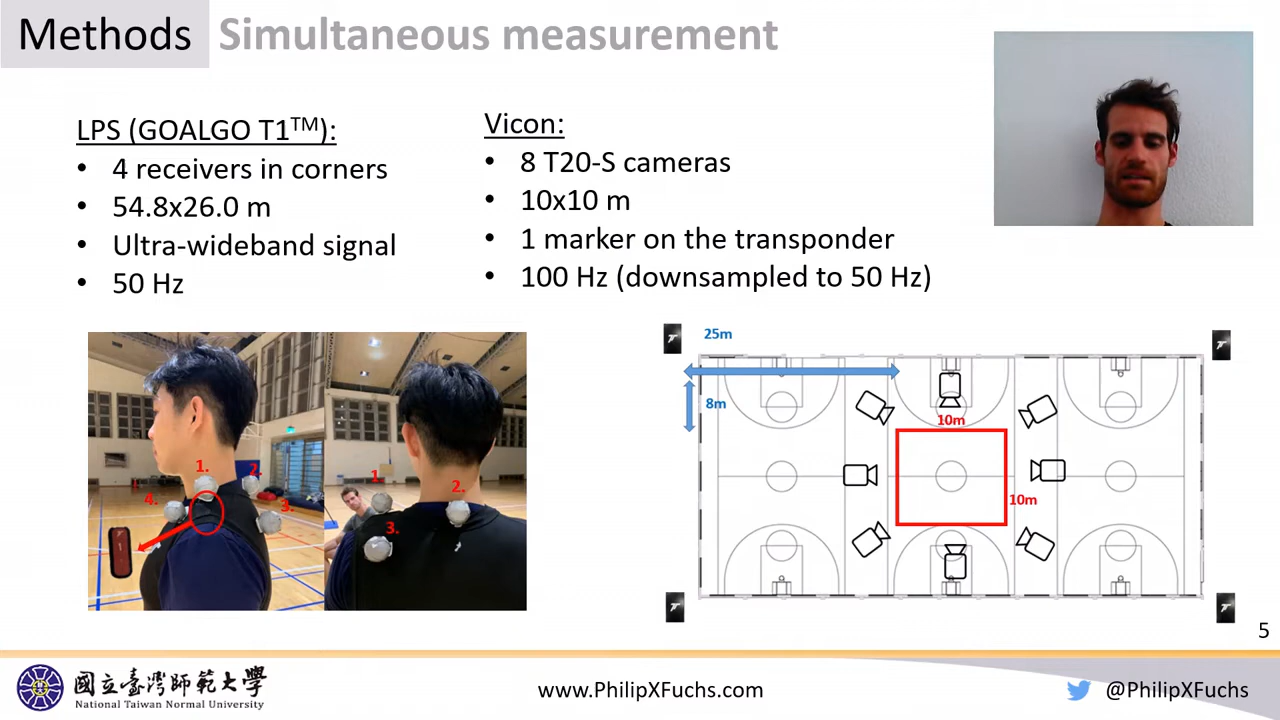 Methods Simultaneous measurement
LPS (GOALGO T1TM):
• 4 receivers in corners
• 54.8x26.0 m
• Ultra-wideband signal
• 50 Hz
Vicon:
• 8 T20-S cameras
• 10x10 m
• 1 marker on the transponder
• 100 Hz (downsampled to 50 Hz)
1.
2.
3.
4.
1.
2.
3.
25m
8m
10m
10m
5
國立臺灣師範大學
National Taiwan Normal University
www.PhilipXFuchs.com
@PhilipXFuchs